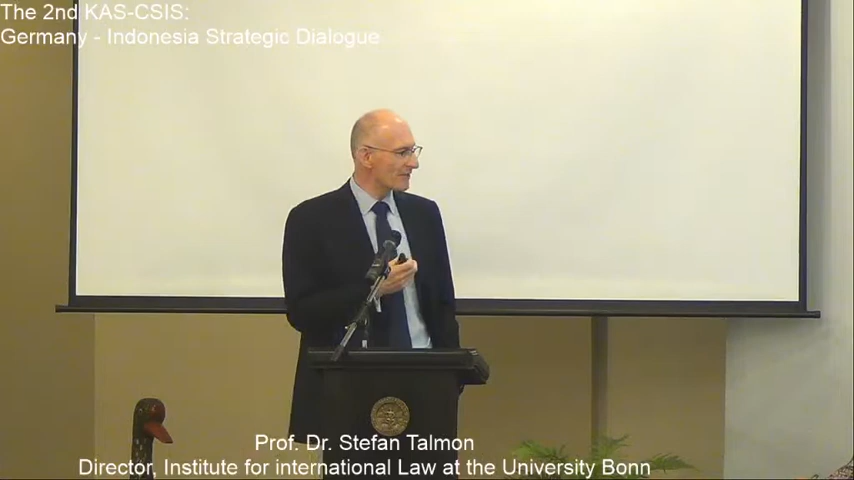 The 2nd KAS-CSIS:
Germany - Indonesia Strategic Dialogue
Prof. Dr. Stefan Talmon
Director, Institute for international Law at the University Bonn